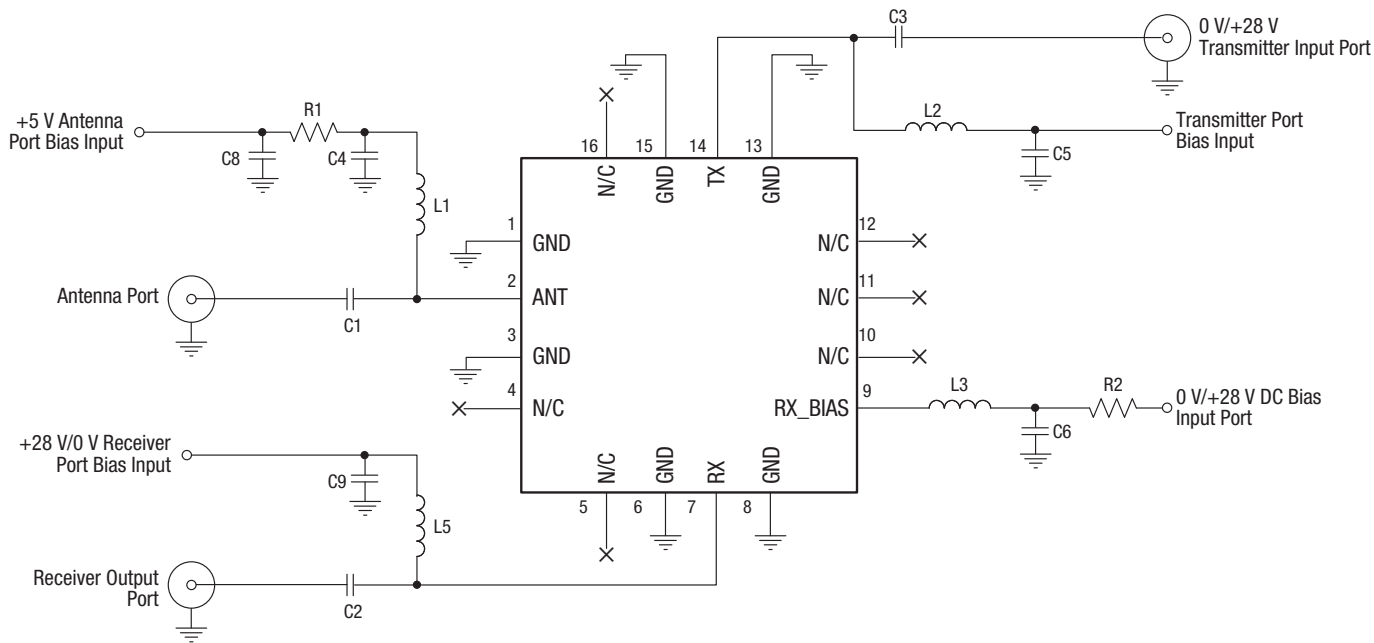 C3
0 V/+28 V
Transmitter Input Port
+5 V Antenna
Port Bias Input
R1
C8
C4
L1
L2
C5
Transmitter Port
Bias Input
16
15
14
13
N/C
GND
TX
GND
1
GND
2
ANT
3
GND
4
N/C
12
N/C
11
N/C
10
N/C
9
RX_BIAS
Antenna Port
C1
L3
R2
C6
0 V/+28 V DC Bias
Input Port
+28 V/0 V Receiver
Port Bias Input
C9
L5
N/C
GND
RX
GND
5
6
7
8
Receiver Output
Port
C2